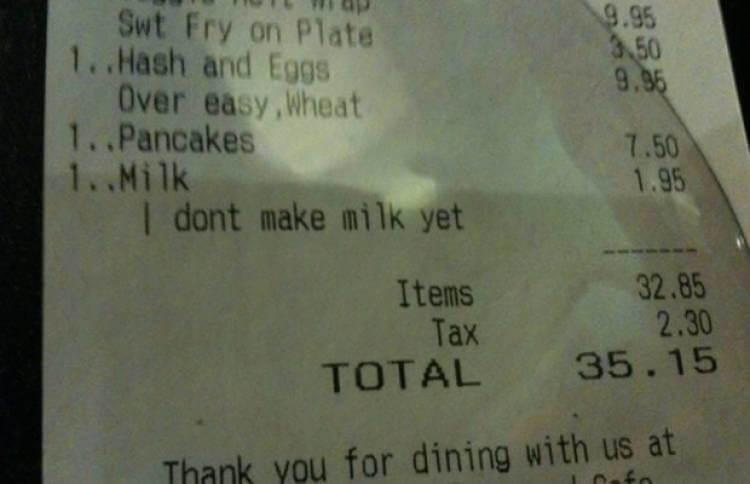 9.95
Swt Fry on Plate 3.50
1..Hash and Eggs 9.95
Over easy,Wheat
1..Pancakes 7.50
1..Milk 1.95
| dont make milk yet
--------
Items 32.85
Tax 2.30
TOTAL 35.15
Thank you for dining with us at